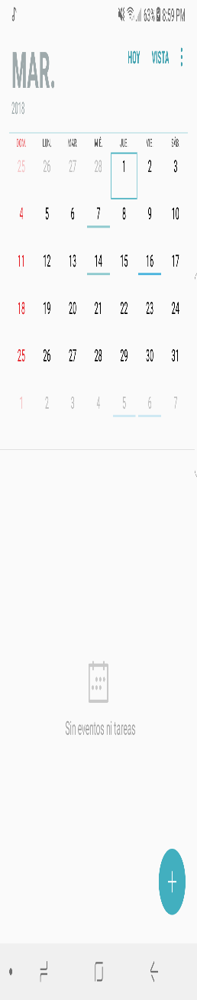 63% 8:59 PM
MAR.
HOY VISTA
2018
DOM. LUN. MAR. MIÉ. JUE. VIE. SÁB.
25 26 27 28 1 2 3
4 5 6 7 8 9 10
11 12 13 14 15 16 17
18 19 20 21 22 23 24
25 26 27 28 29 30 31
1 2 3 4 5 6 7
Sin eventos ni tareas